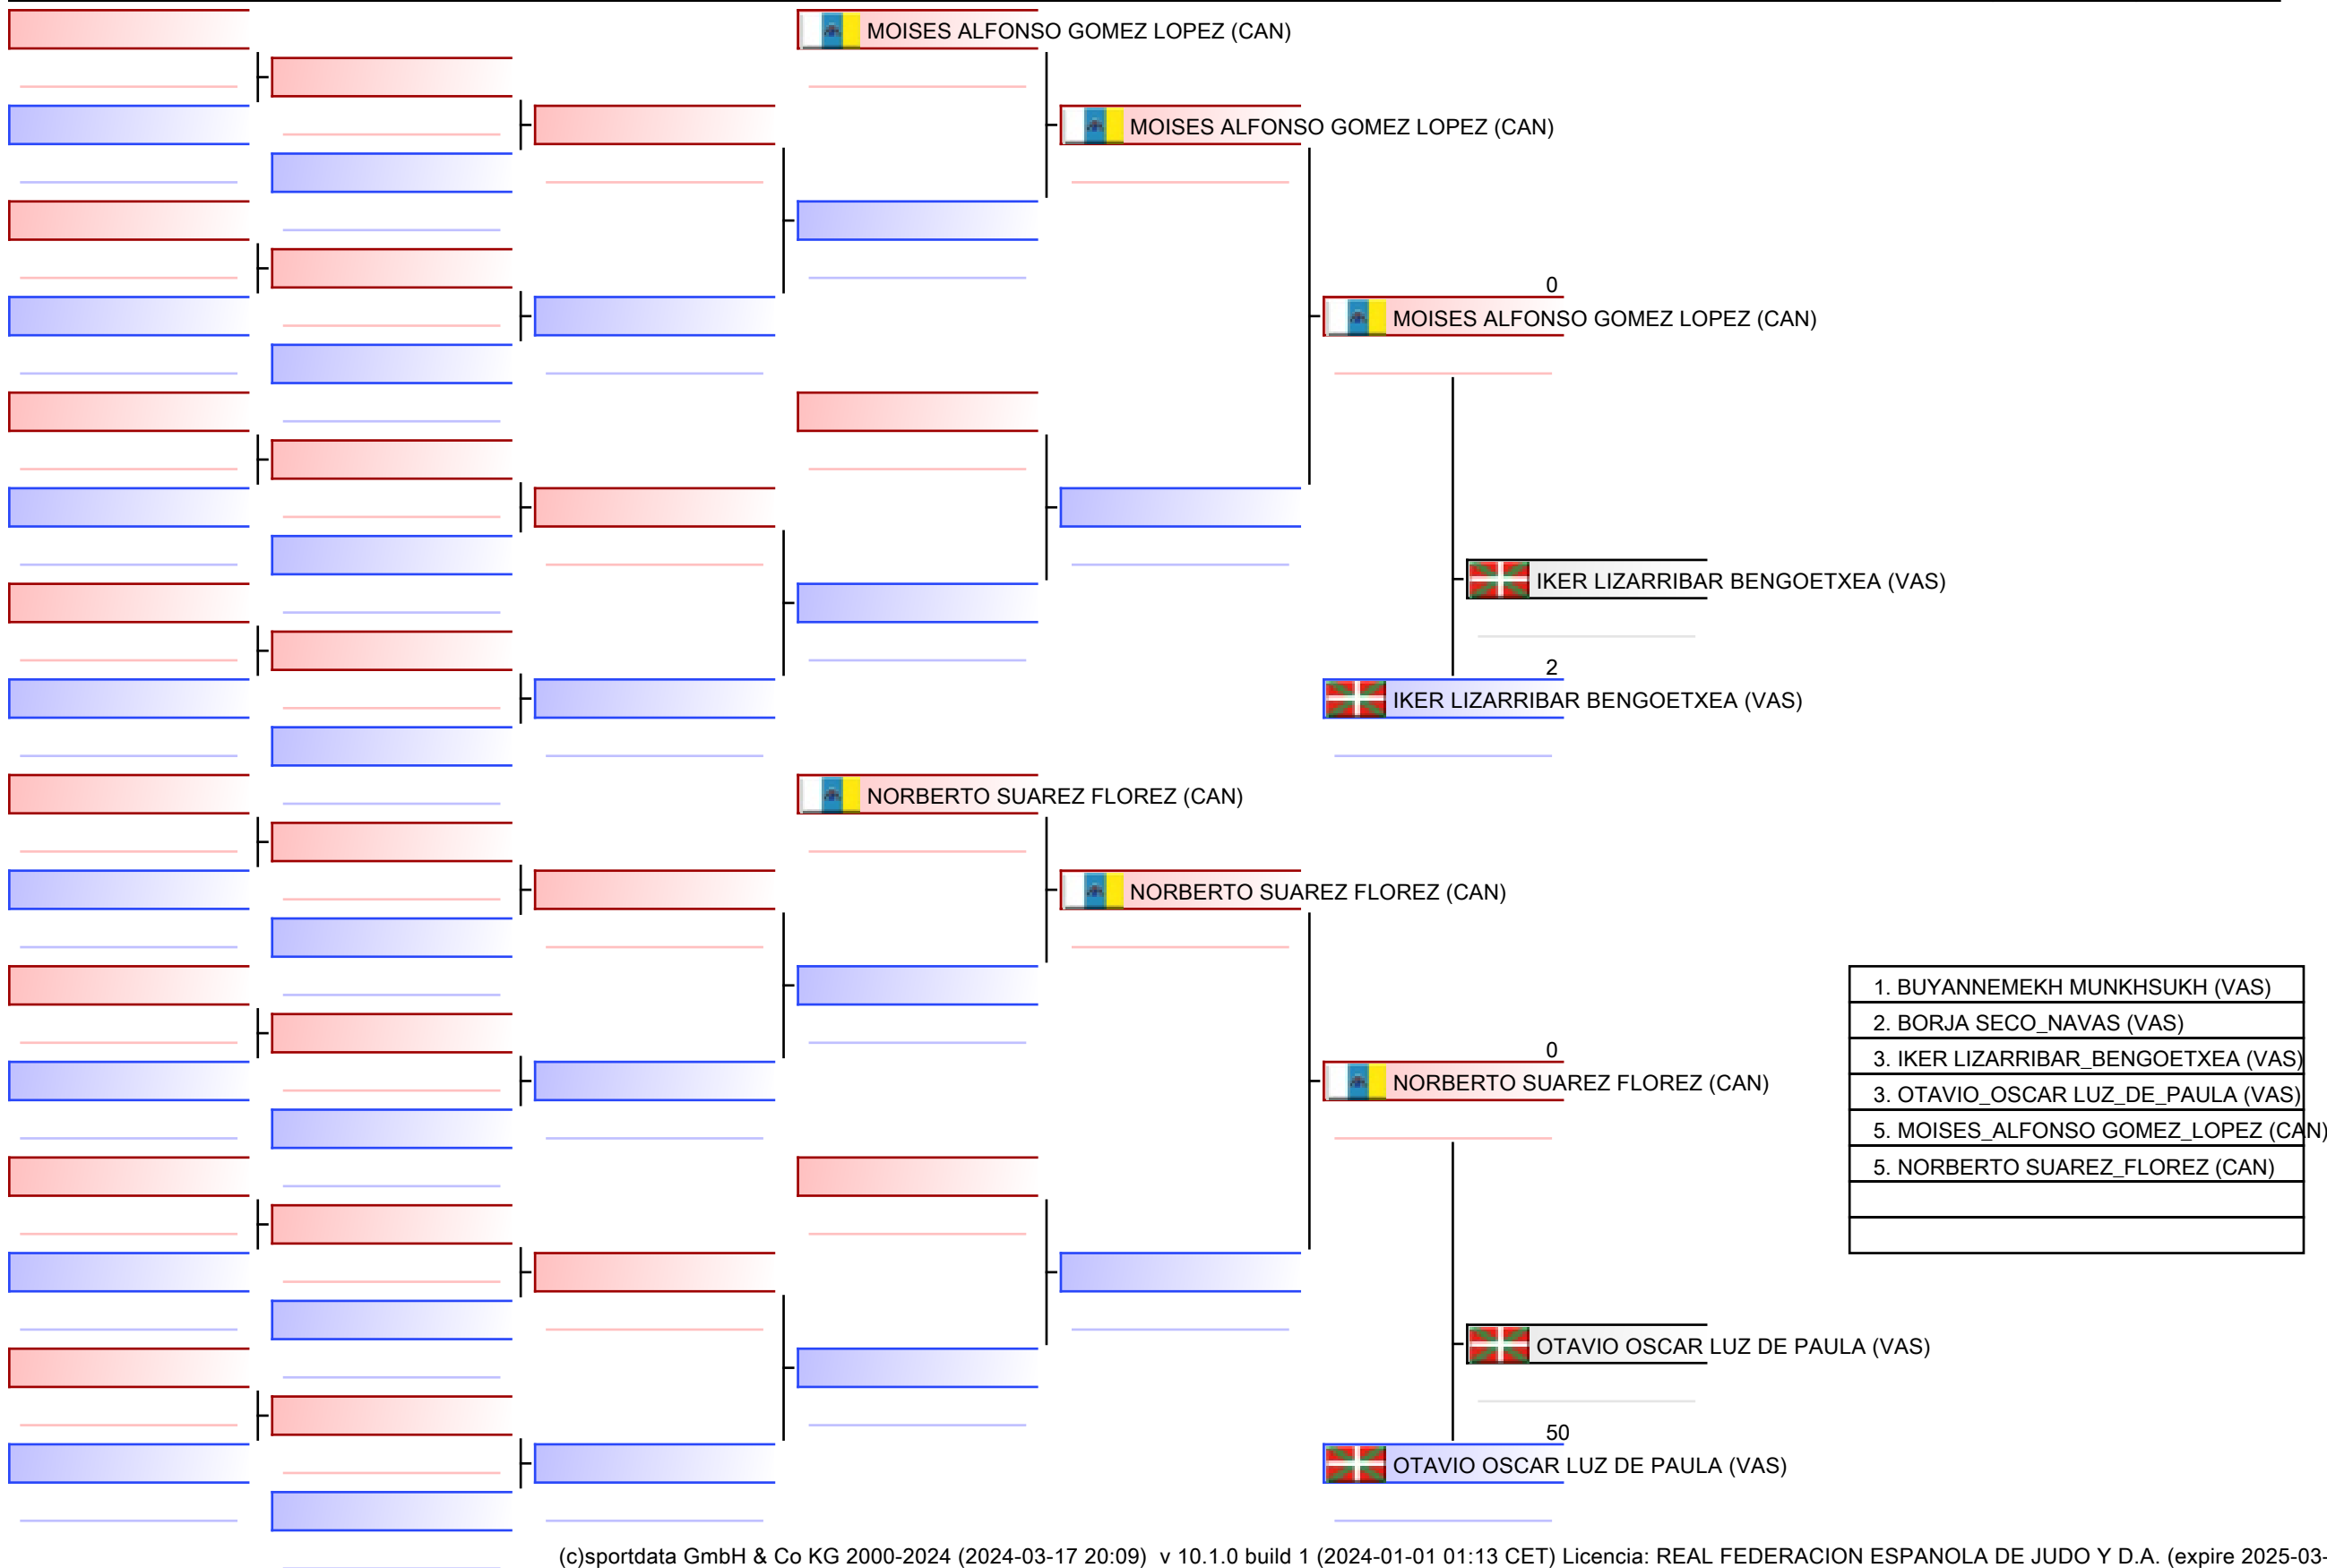 MOISES ALFONSO GOMEZ LOPEZ (CAN)
MOISES ALFONSO GOMEZ LOPEZ (CAN)
0
MOISES ALFONSO GOMEZ LOPEZ (CAN)
IKER LIZARRIBAR BENGOETXEA (VAS)
2
IKER LIZARRIBAR BENGOETXEA (VAS)
NORBERTO SUAREZ FLOREZ (CAN)
NORBERTO SUAREZ FLOREZ (CAN)
0
NORBERTO SUAREZ FLOREZ (CAN)
OTAVIO OSCAR LUZ DE PAULA (VAS)
50
OTAVIO OSCAR LUZ DE PAULA (VAS)
1. BUYANNEMEKH MUNKHSUKH (VAS)
2. BORJA SECO_NAVAS (VAS)
3. IKER LIZARRIBAR_BENGOETXEA (VAS)
3. OTAVIO_OSCAR LUZ_DE_PAULA (VAS)
5. MOISES_ALFONSO GOMEZ_LOPEZ (CAN)
5. NORBERTO SUAREZ_FLOREZ (CAN)
(c)sportdata GmbH & Co KG 2000-2024 (2024-03-17 20:09) v 10.1.0 build 1 (2024-01-01 01:13 CET) Licencia: REAL FEDERACION ESPANOLA DE JUDO Y D.A. (expire 2025-03-